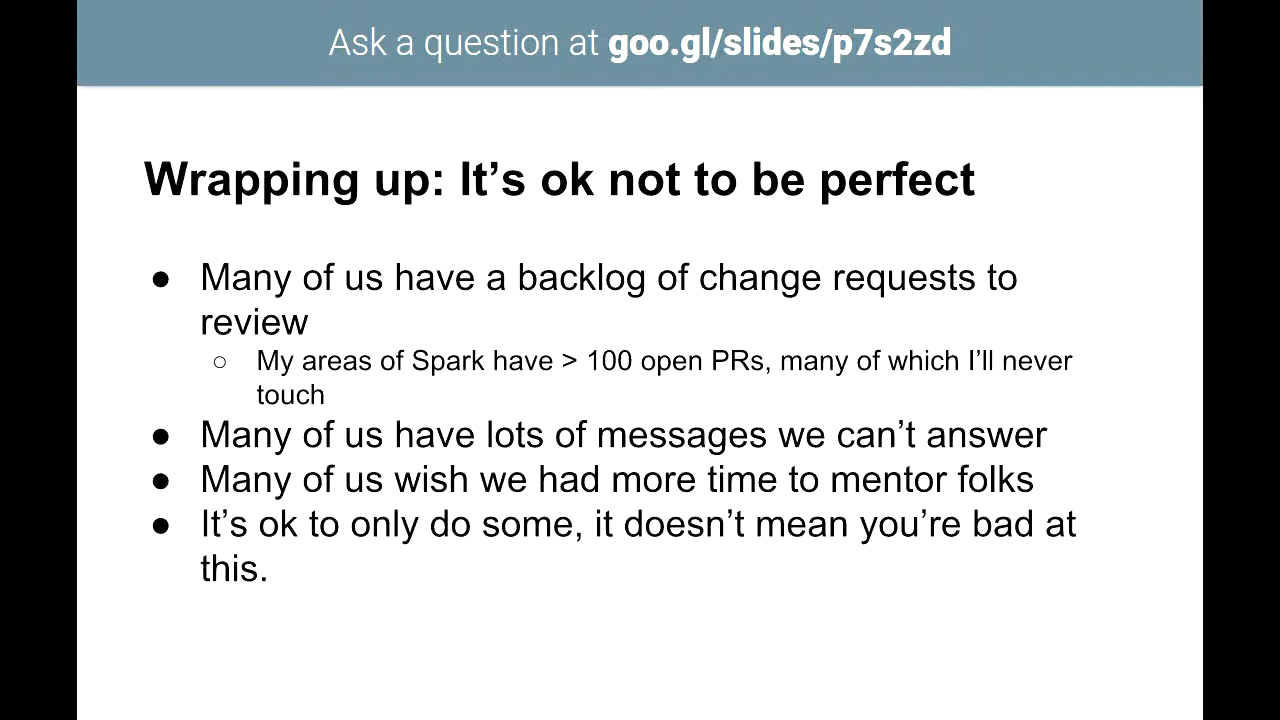 Ask a question at goo.gl/slides/p7s2zd
Wrapping up: It’s ok not to be perfect
● Many of us have a backlog of change requests to
review
○ My areas of Spark have > 100 open PRs, many of which I’ll never
touch
● Many of us have lots of messages we can’t answer
● Many of us wish we had more time to mentor folks
● It’s ok to only do some, it doesn’t mean you’re bad at
this.